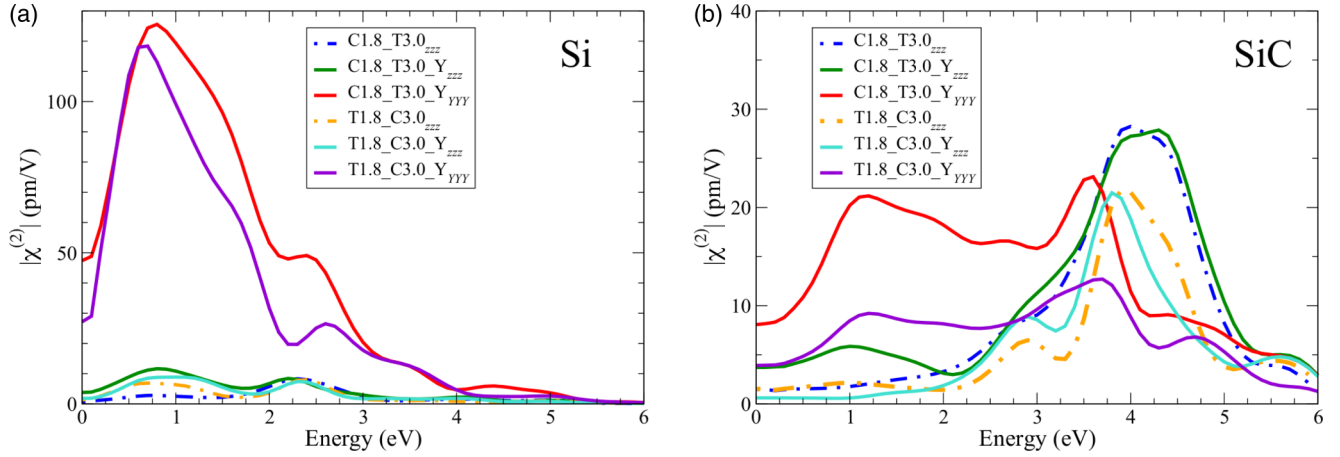 (a)
Si
C1.8_T3.0zzz
C1.8_T3.0_Yzzz
C1.8_T3.0_YYYY
T1.8_C3.0zzz
T1.8_C3.0_Yzzz
T1.8_C3.0_YYYY
|χ(2)| (pm/V)
100
50
0
0 1 2 3 4 5 6
Energy (eV)
(b)
SiC
C1.8_T3.0zzz
C1.8_T3.0_Yzzz
C1.8_T3.0_YYYY
T1.8_C3.0zzz
T1.8_C3.0_Yzzz
T1.8_C3.0_YYYY
|χ(2)| (pm/V)
40
30
20
10
0
0 1 2 3 4 5 6
Energy (eV)